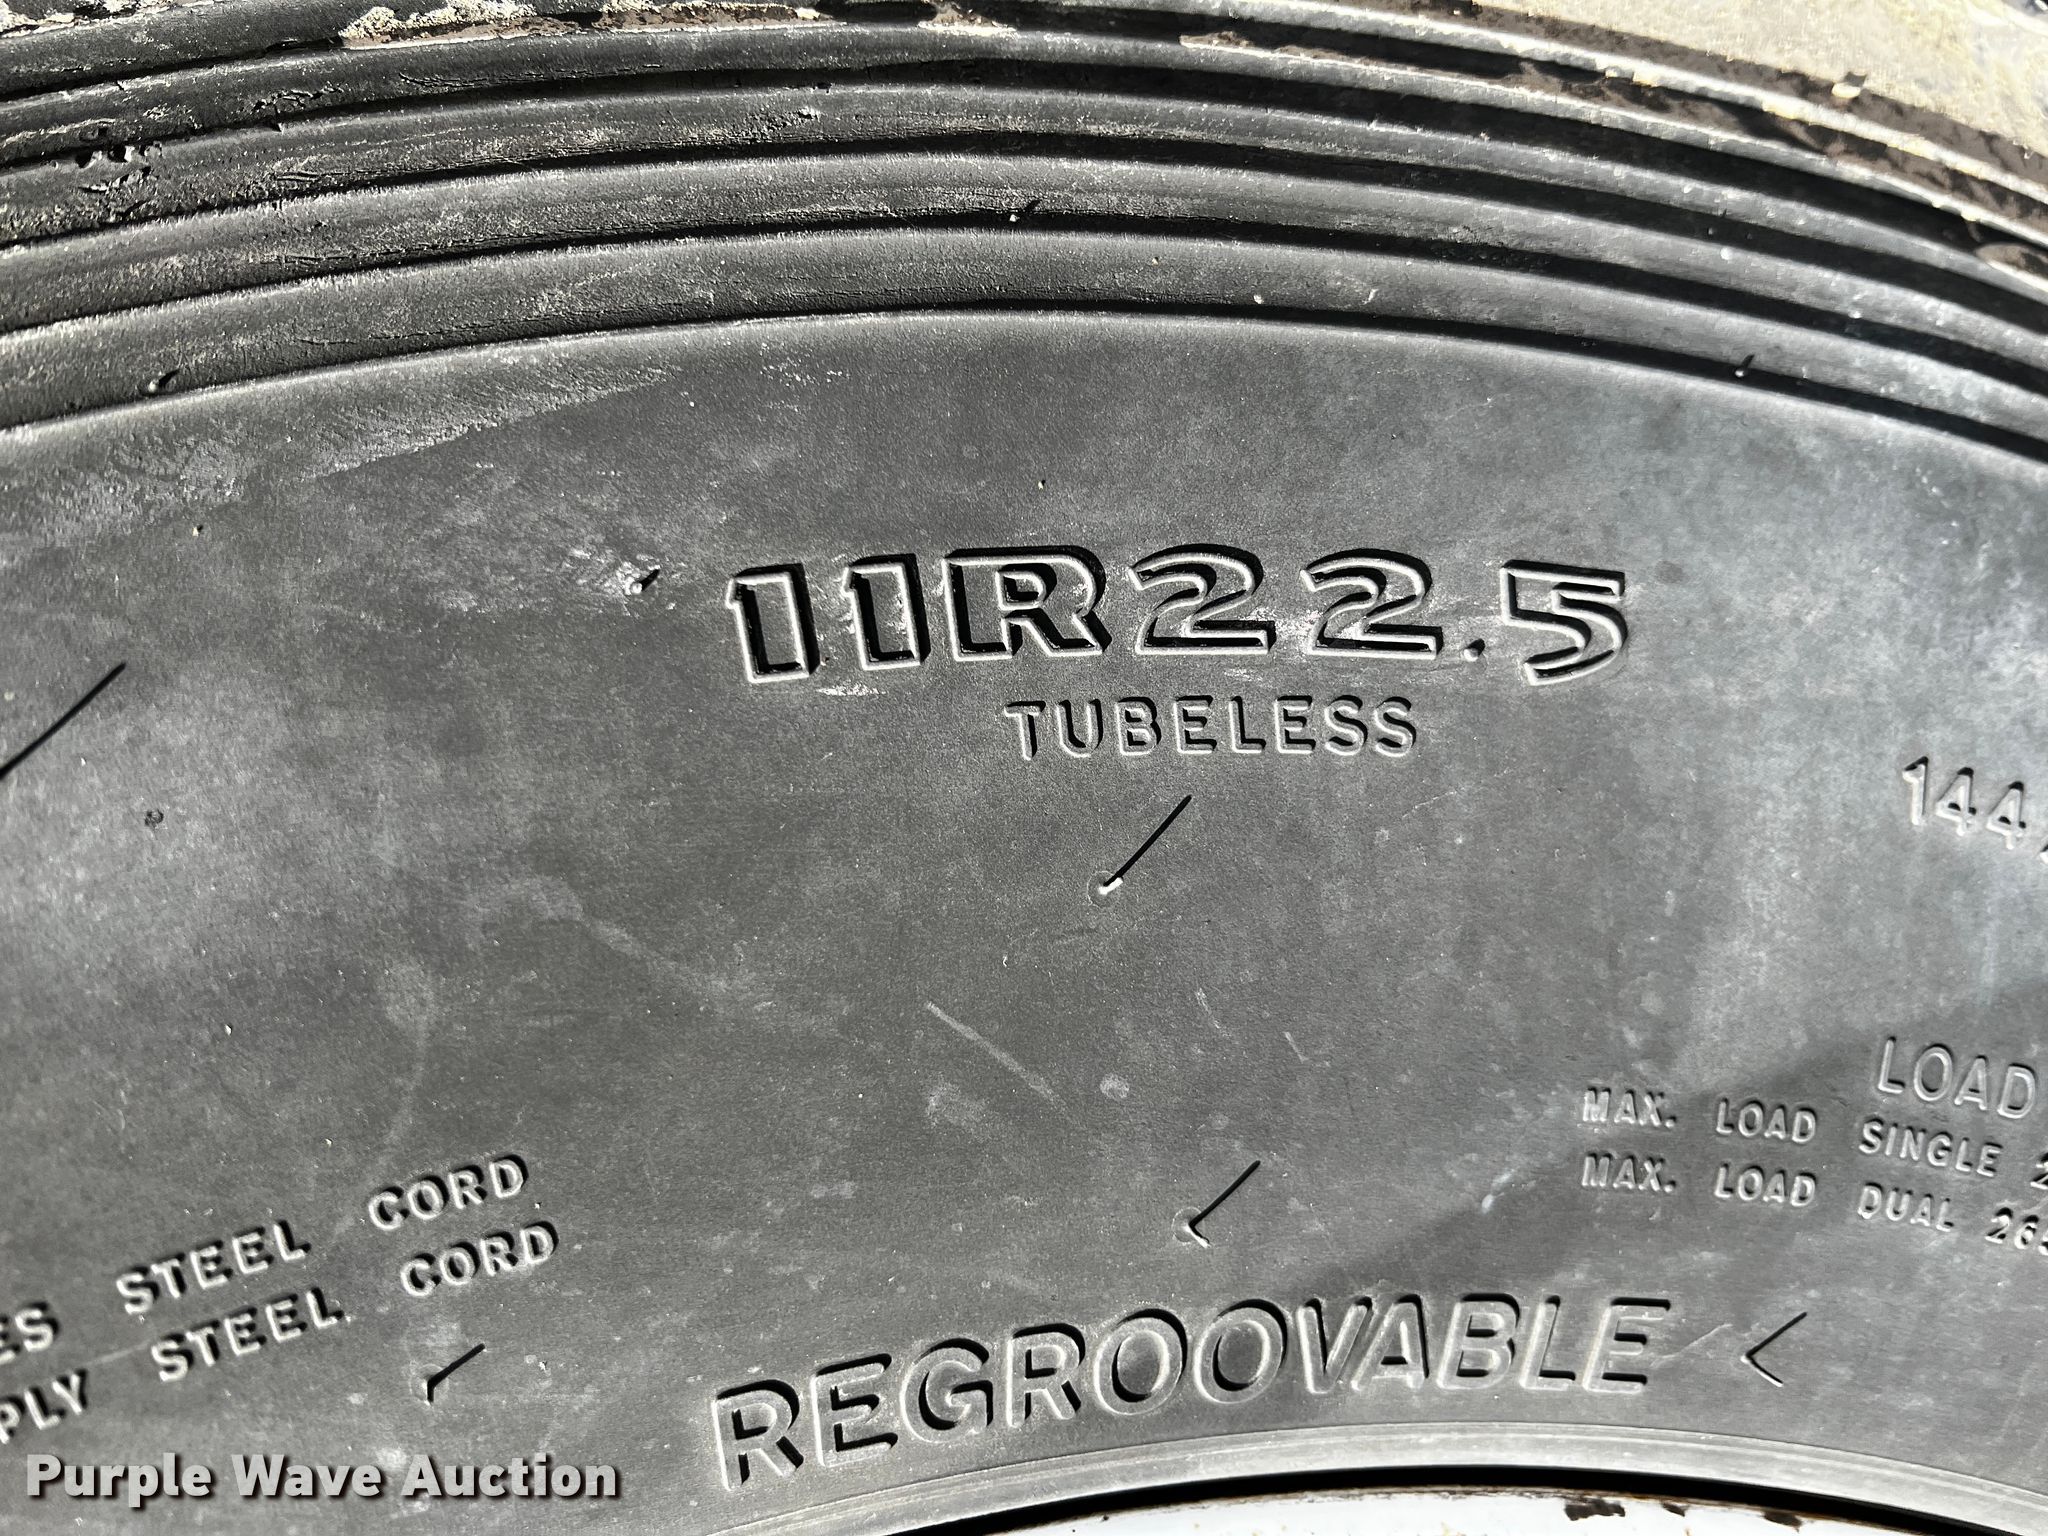 11R22.5
TUBELESS
LOAD
MAX. LOAD SINGLE
MAX. LOAD DUAL
STEEL CORD
PLY STEEL CORD
REGROOVABLE
Purple Wave Auction